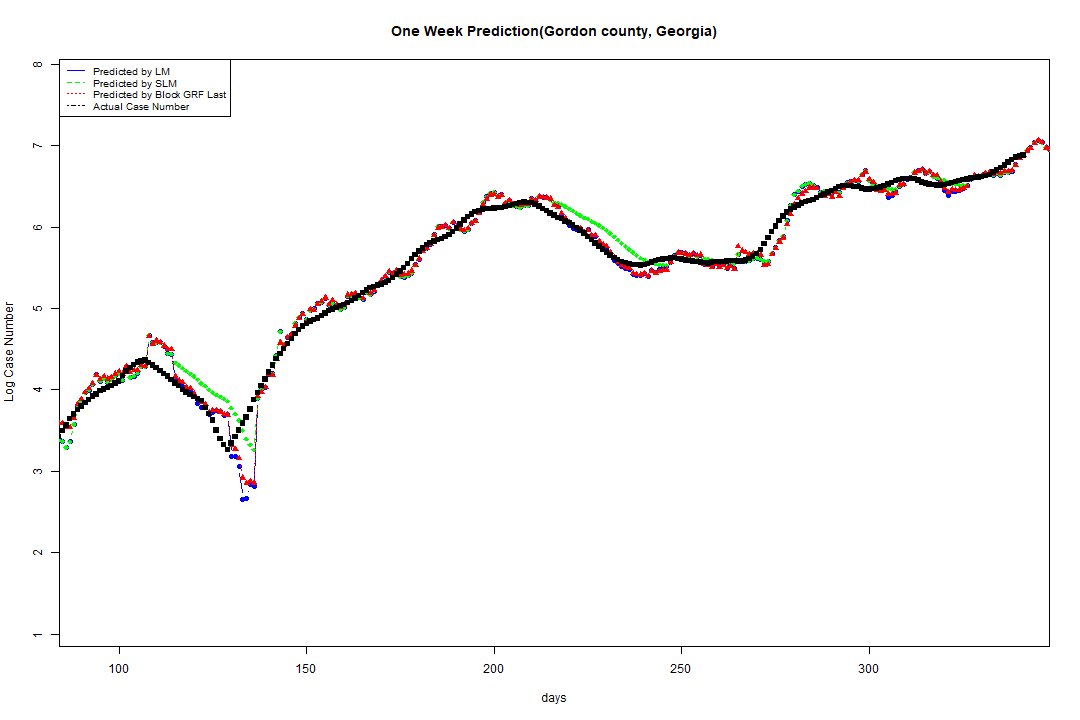 One Week Prediction(Gordon county, Georgia)
Predicted by LM
Predicted by SLM
Predicted by Block GRF Last
Actual Case Number
Log Case Number
8
7
6
5
4
3
2
1
100 150 200 250 300
days